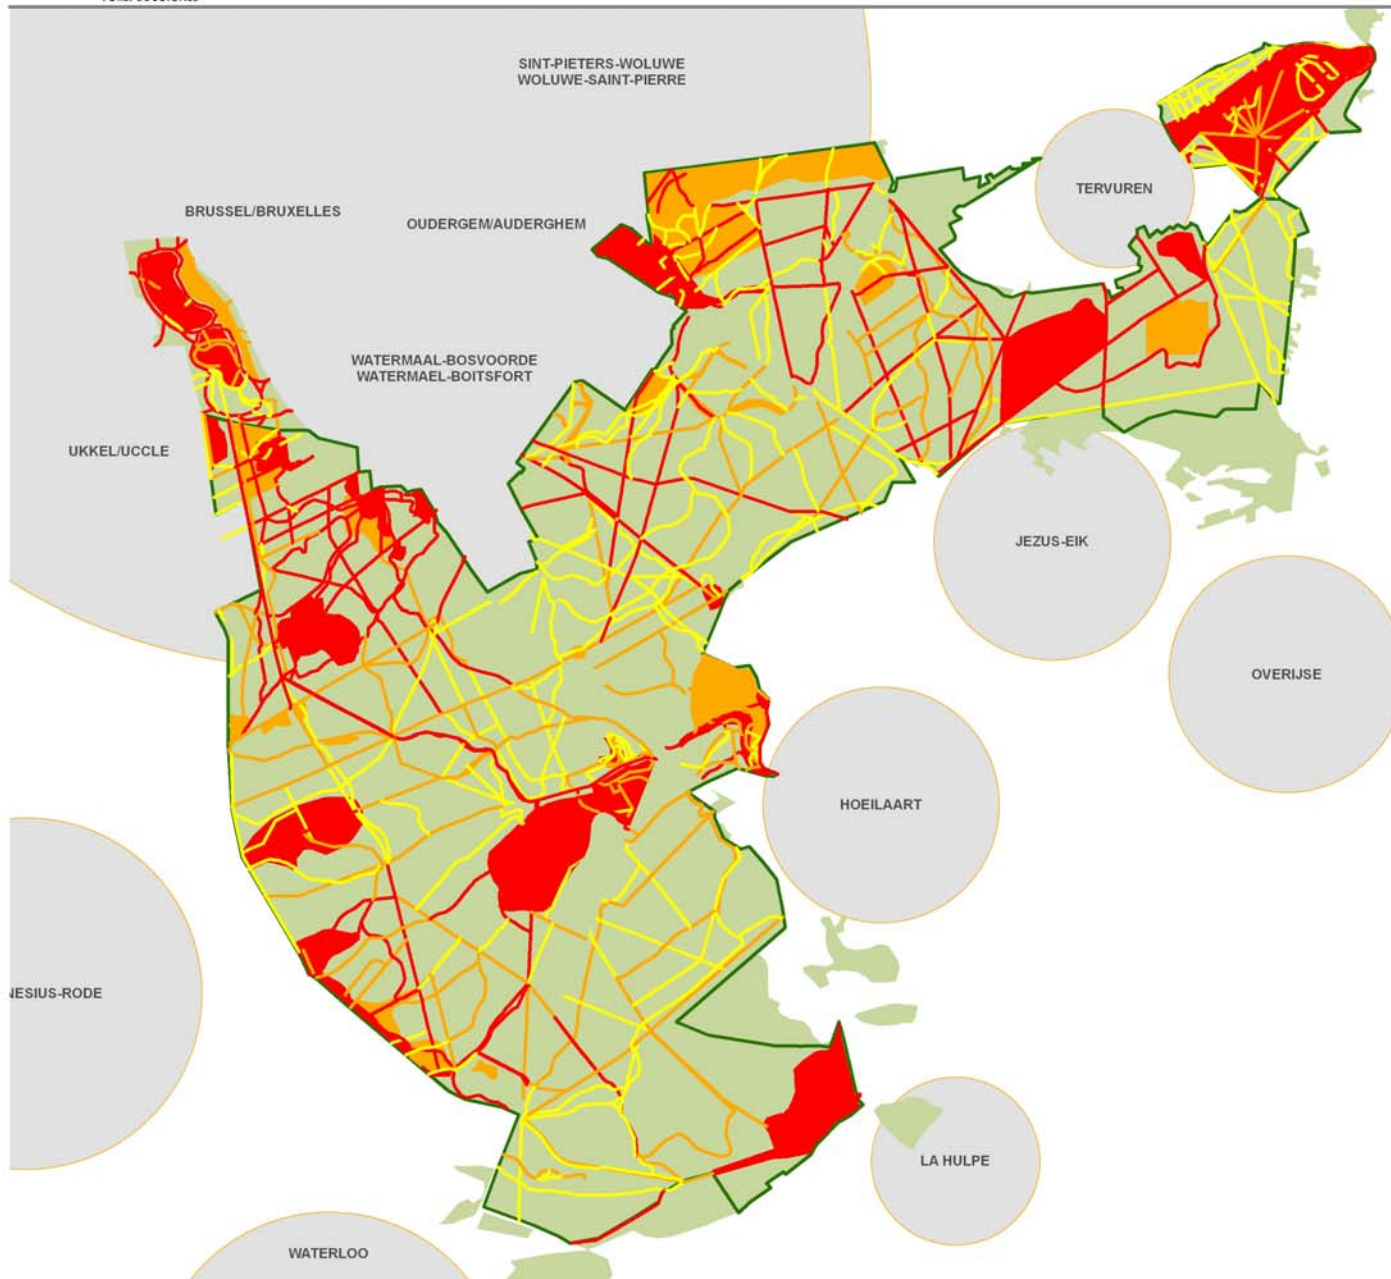 SINT-PIETERS-WOLUWE
WOLUWE-SAINT-PIERRE
TERVUREN
BRUSSEL/BRUXELLES
OUDERGEM/AUDERGHEM
WATERMAAL-BOSVOORDE
WATERMAEL-BOITSFORT
UKKEL/UCCLE
JEZUS-EIK
OVERIJSE
HOEILAART
NESIUS-RODE
LA HULPE
WATERLOO